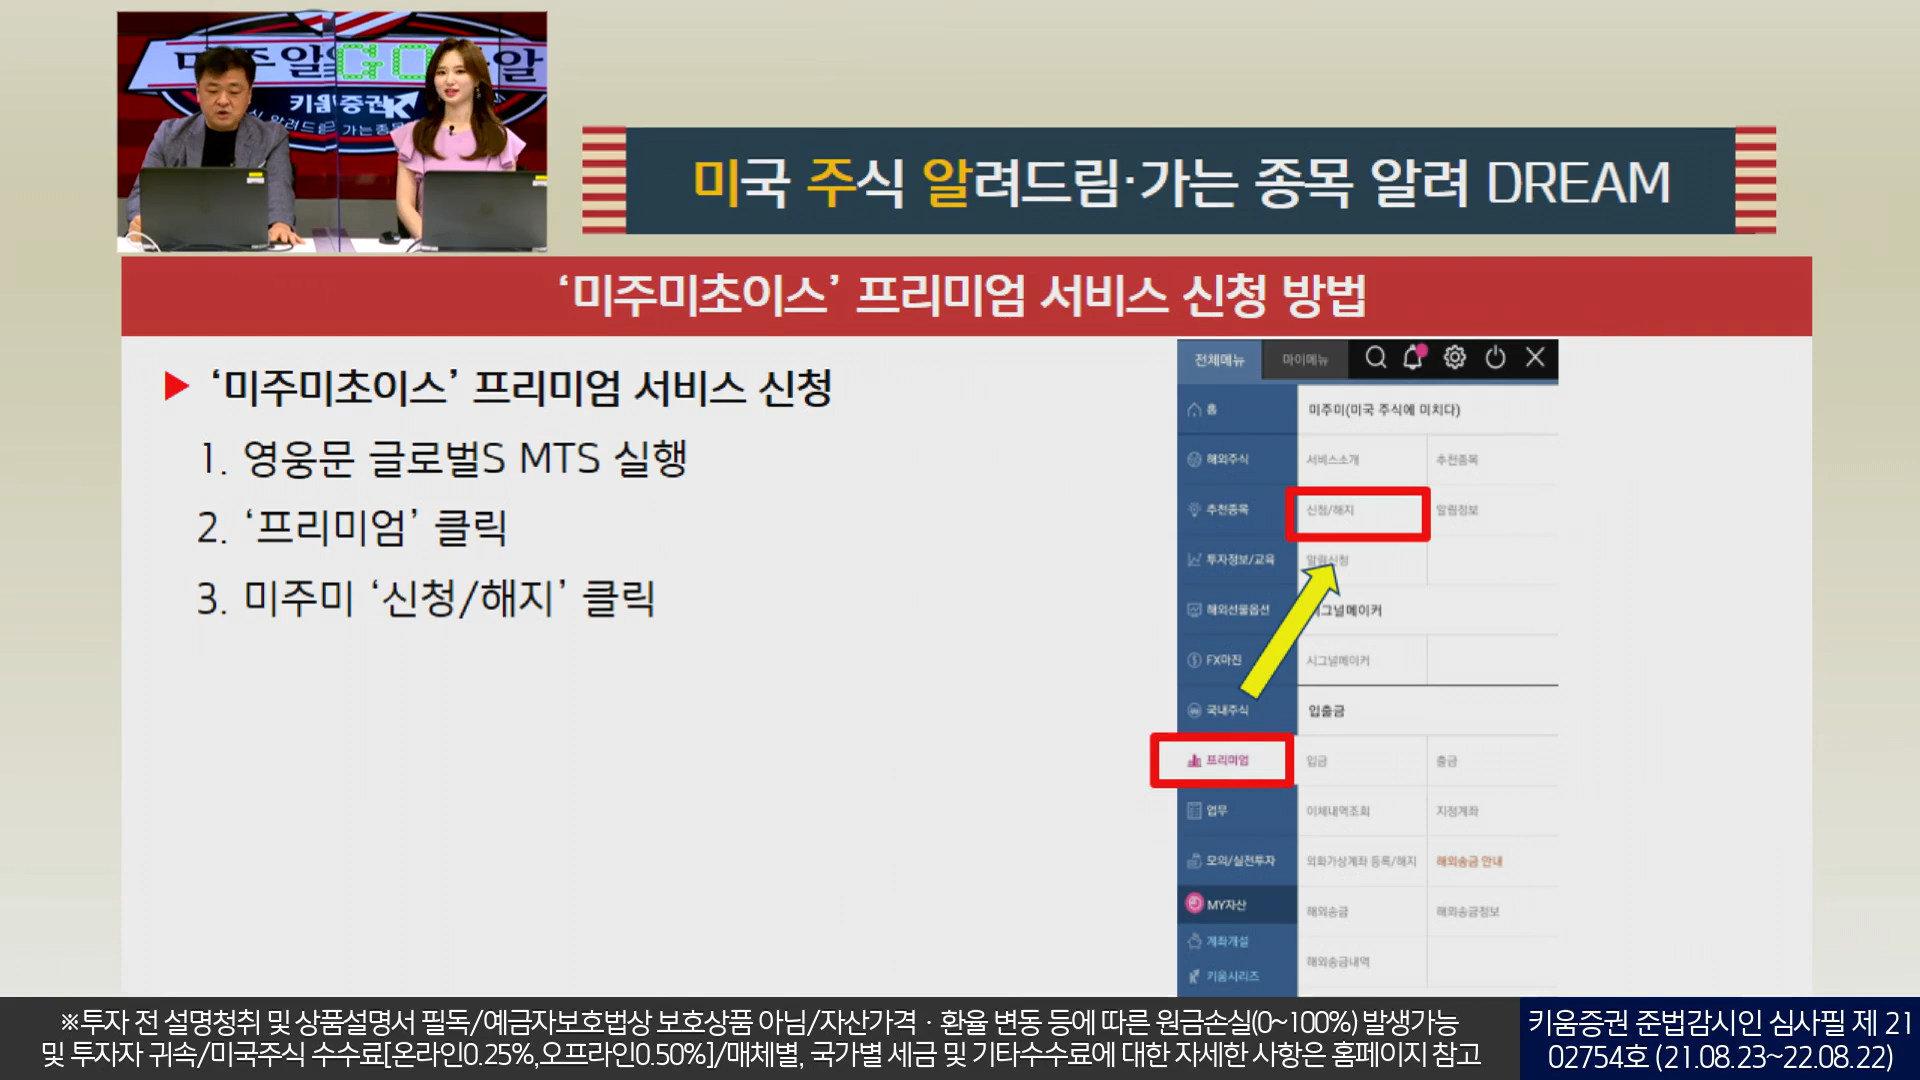 미주알GO주알
키움증권
미국 주식 알려드림·가는 종목 알려 DREAM
‘미주미초이스’ 프리미엄 서비스 신청 방법
▶ ‘미주미초이스’ 프리미엄 서비스 신청
1. 영웅문 글로벌S MTS 실행
2. ‘프리미엄’ 클릭
3. 미주미 ‘신청/해지’ 클릭
전체메뉴 마이메뉴
홈 미주미(미국 주식에 미치다)
해외주식 서비스소개 추천종목
추천종목 신청/해지 알림정보
투자정보/교육 알림신청
해외선물옵션 시그널메이커
FX마진 시그널메이커
국내주식 입출금
프리미엄 입금 출금
업무 이체내역조회 지정계좌
모의/실전투자 외화가상계좌 등록/해지 해외송금 안내
MY자산 해외송금 해외송금정보
계좌개설
키움시리즈 해외송금내역
※투자 전 설명청취 및 상품설명서 필독/예금자보호법상 보호상품 아님/자산가격 · 환율 변동 등에 따른 원금손실(0~100%) 발생가능
및 투자자 귀속/미국주식 수수료[온라인0.25%,오프라인0.50%]/매체별, 국가별 세금 및 기타수수료에 대한 자세한 사항은 홈페이지 참고
키움증권 준법감시인 심사필 제 21
02754호 (21.08.23~22.08.22)